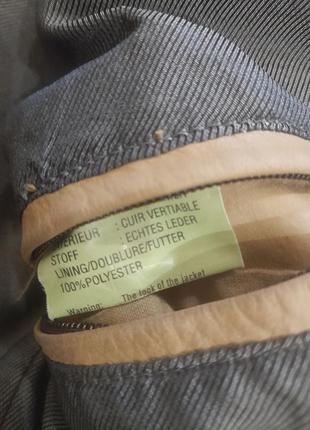 : CUIR VERTIABLE
STOFF : ECHTES LEDER
LINING/DOUBLURE/FUTTER
100%POLYESTER
Warning: The look of the jacket